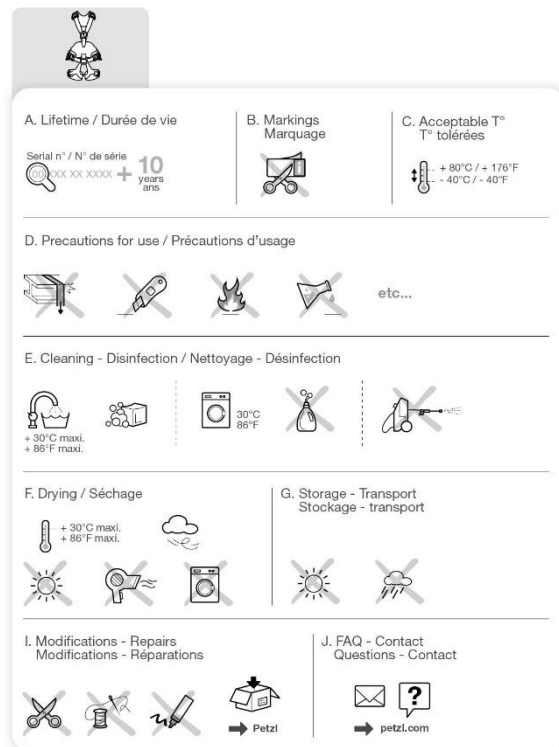 A. Lifetime / Durée de vie
Serial n° / N° de série
00 XXX XX XXXX + 10
years
ans
B. Markings
Marquage
C. Acceptable T°
T° tolérées
+ 80°C / + 176°F
- 40°C / - 40°F
D. Precautions for use / Précautions d'usage
etc...
E. Cleaning - Disinfection / Nettoyage - Désinfection
+ 30°C maxi.
+ 86°F maxi.
30°C
86°F
F. Drying / Séchage
+ 30°C maxi.
+ 86°F maxi.
G. Storage - Transport
Stockage - transport
I. Modifications - Repairs
Modifications - Réparations
Petzl
J. FAQ - Contact
Questions - Contact
?
petzl.com